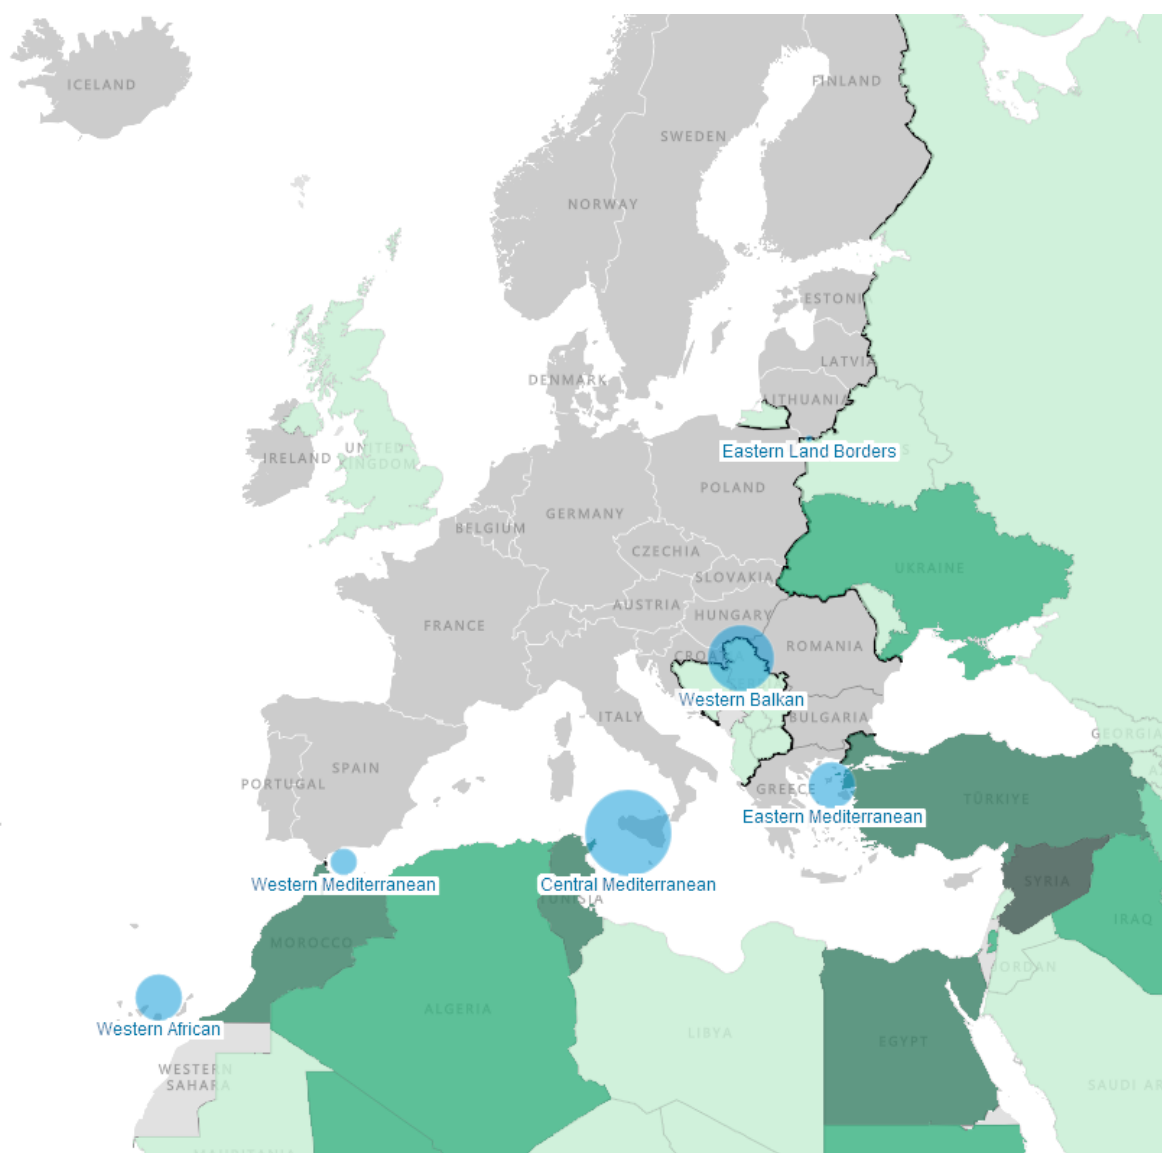 ICELAND
FINLAND
SWEDEN
NORWAY
ESTONIA
LATVIA
DENMARK
LITHUANIA
Eastern Land Borders
UNITED
KINGDOM
IRELAND
POLAND
GERMANY
BELGIUM
CZECHIA
UKRAINE
SLOVAKIA
AUSTRIA
HUNGARY
FRANCE
ROMANIA
Western Balkan
ITALY
BULGARIA
GEORGIA
SPAIN
PORTUGAL
GREECE
TÜRKIYE
Eastern Mediterranean
Western Mediterranean
Central Mediterranean
SYRIA
TUNISIA
IRAQ
MOROCCO
JORDAN
ALGERIA
Western African
LIBYA
EGYPT
WESTERN
SAHARA
SAUDI AR
MAURITANIA